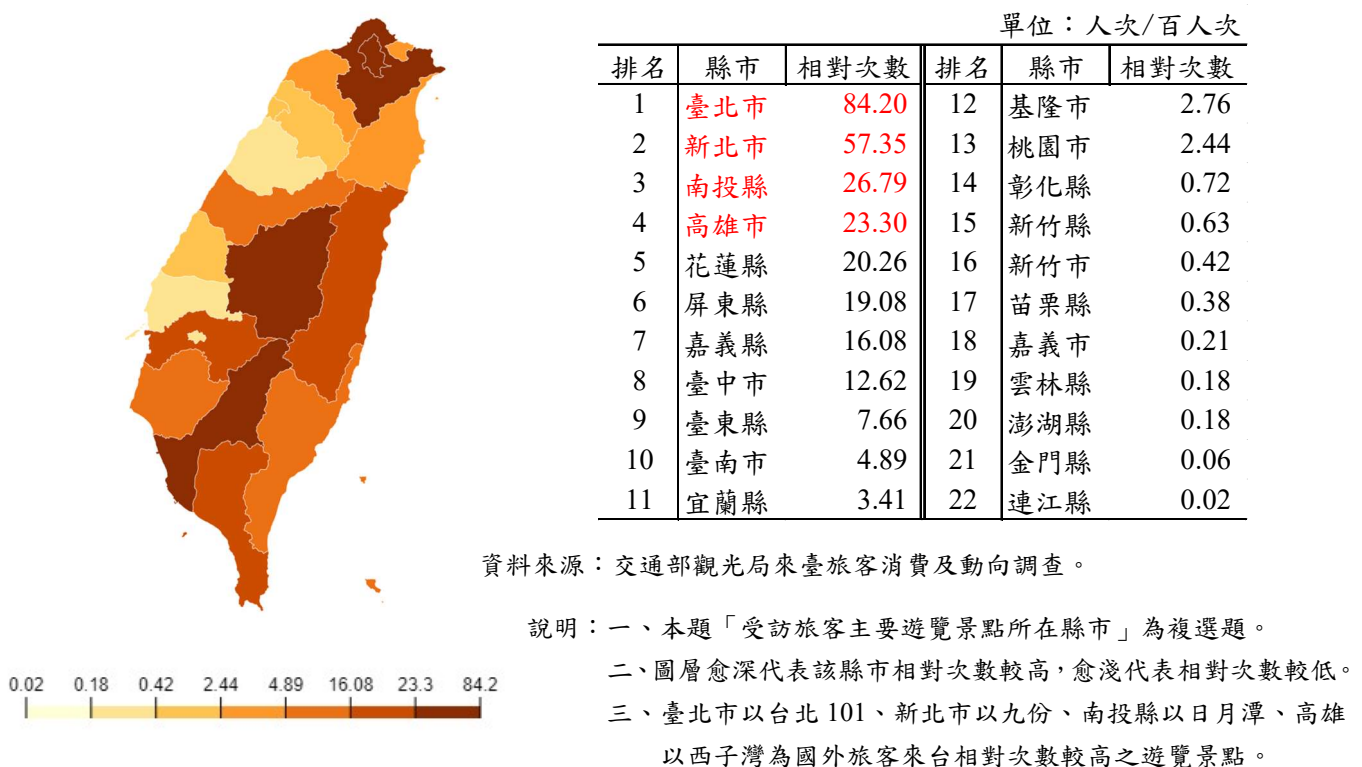 單位：人次/百人次
排名 縣市 相對次數 排名 縣市 相對次數
1 臺北市 84.20 12 基隆市 2.76
2 新北市 57.35 13 桃園市 2.44
3 南投縣 26.79 14 彰化縣 0.72
4 高雄市 23.30 15 新竹縣 0.63
5 花蓮縣 20.26 16 新竹市 0.42
6 屏東縣 19.08 17 苗栗縣 0.38
7 嘉義縣 16.08 18 嘉義市 0.21
8 臺中市 12.62 19 雲林縣 0.18
9 臺東縣 7.66 20 澎湖縣 0.18
10 臺南市 4.89 21 金門縣 0.06
11 宜蘭縣 3.41 22 連江縣 0.02
資料來源：交通部觀光局來臺旅客消費及動向調查。
說明：一、本題「受訪旅客主要遊覽景點所在縣市」為複選題。
二、圖層愈深代表該縣市相對次數較高，愈淺代表相對次數較低。
三、臺北市以台北 101、新北市以九份、南投縣以日月潭、高雄
以西子灣為國外旅客來台相對次數較高之遊覽景點。
0.02 0.18 0.42 2.44 4.89 16.08 23.3 84.2